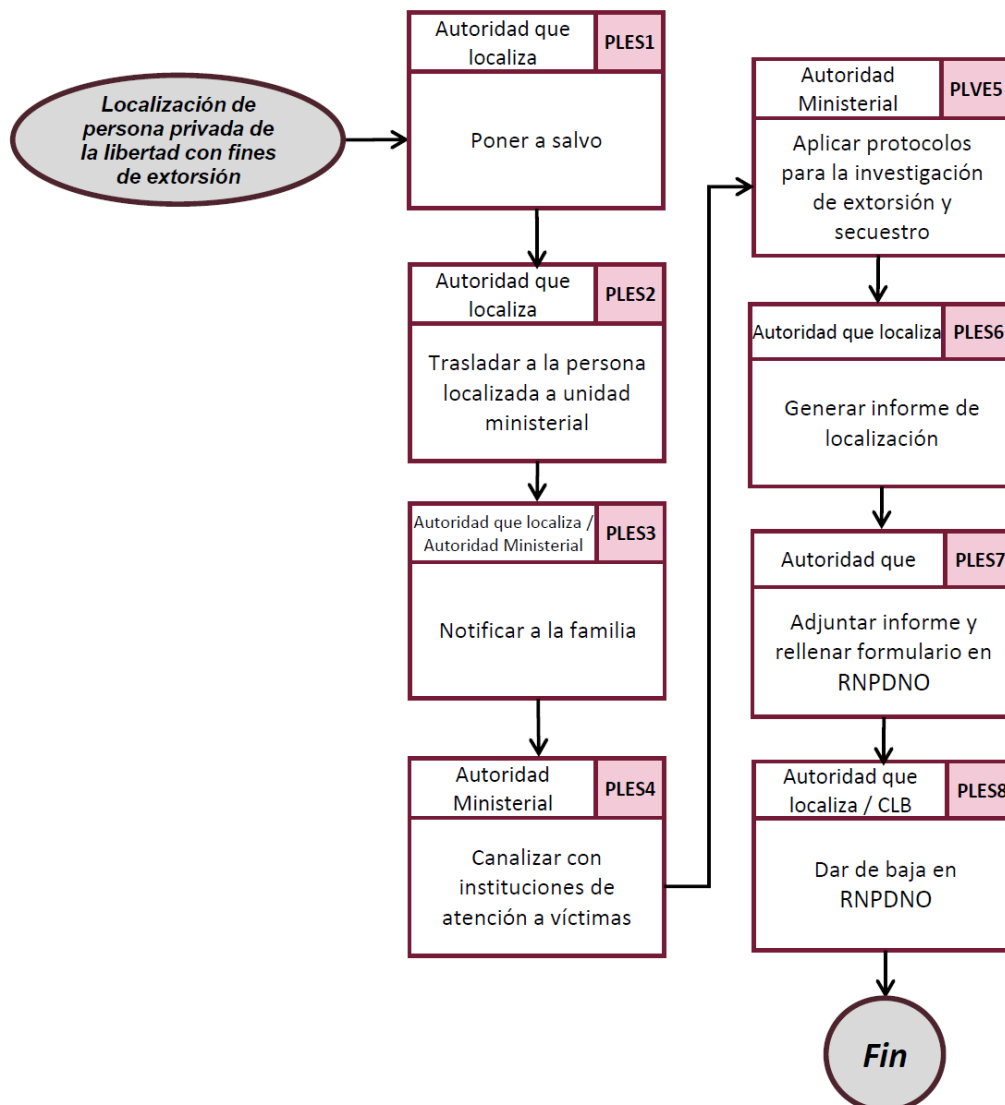 Localización de
persona privada de
la libertad con fines
de extorsión
Autoridad que
localiza
PLES1
Poner a salvo
Autoridad que
localiza
PLES2
Trasladar a la persona
localizada a unidad
ministerial
Autoridad que localiza /
Autoridad Ministerial
PLES3
Notificar a la familia
Autoridad
Ministerial
PLES4
Canalizar con
instituciones de
atención a víctimas
Autoridad
Ministerial
PLVE5
Aplicar protocolos
para la investigación
de extorsión y
secuestro
Autoridad que localiza
PLES6
Generar informe de
localización
Autoridad que
PLES7
Adjuntar informe y
rellenar formulario en
RNPDNO
Autoridad que
localiza / CLB
PLES8
Dar de baja en
RNPDNO
Fin